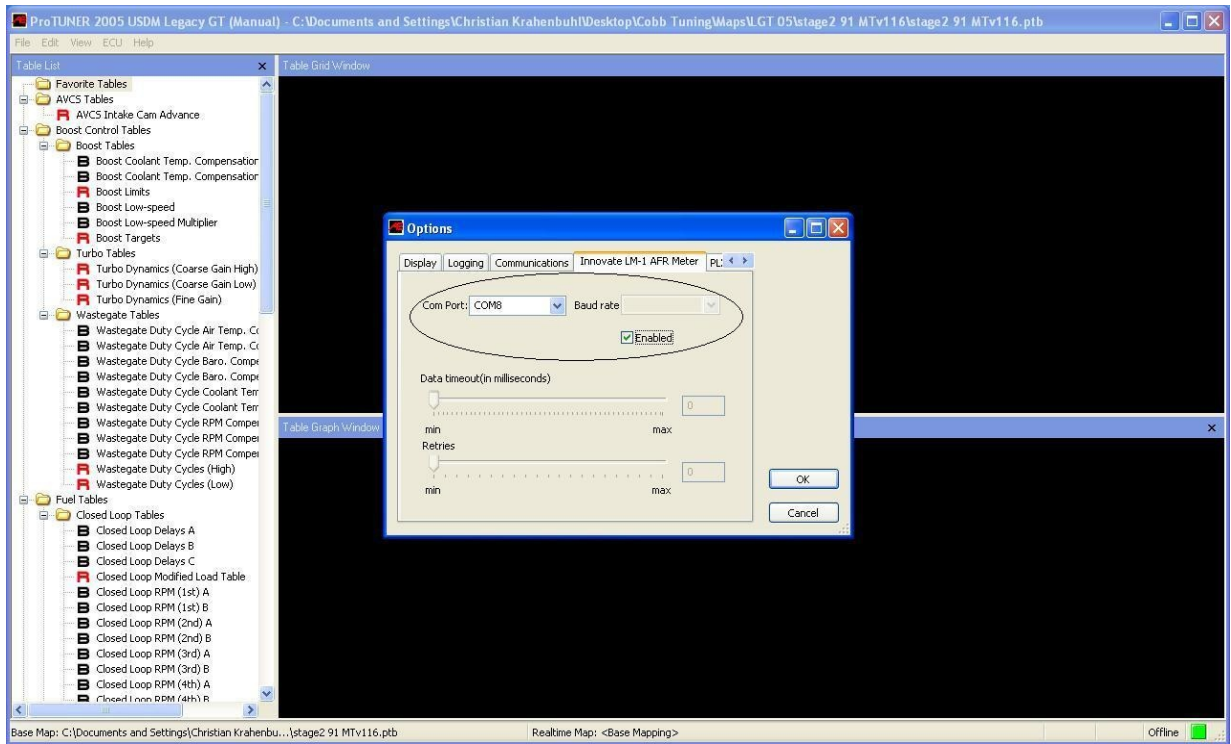 ProTUNER 2005 USDM Legacy GT (Manual) - C:\Documents and Settings\Christian Krahenbuhl\Desktop\Cobb Tuning\Maps\LGT 05\stage2 91 MTv116\stage2 91 MTv116.ptb
File Edit View ECU Help
Table List
Table Grid Window
Favorite Tables
AVCS Tables
R AVCS Intake Cam Advance
Boost Control Tables
Boost Tables
B Boost Coolant Temp. Compensation
B Boost Coolant Temp. Compensation
R Boost Limits
B Boost Low-speed
B Boost Low-speed Multiplier
R Boost Targets
Turbo Tables
R Turbo Dynamics (Coarse Gain High)
R Turbo Dynamics (Coarse Gain Low)
R Turbo Dynamics (Fine Gain)
Wastegate Tables
B Wastegate Duty Cycle Air Temp. Co
B Wastegate Duty Cycle Air Temp. Co
B Wastegate Duty Cycle Baro. Compe
B Wastegate Duty Cycle Baro. Compe
B Wastegate Duty Cycle Coolant Tem
B Wastegate Duty Cycle Coolant Tem
B Wastegate Duty Cycle RPM Compe
B Wastegate Duty Cycle RPM Compe
B Wastegate Duty Cycle RPM Compe
R Wastegate Duty Cycles (High)
R Wastegate Duty Cycles (Low)
Fuel Tables
Closed Loop Tables
B Closed Loop Delays A
B Closed Loop Delays B
B Closed Loop Delays C
R Closed Loop Modified Load Table
B Closed Loop RPM (1st) A
B Closed Loop RPM (1st) B
B Closed Loop RPM (2nd) A
B Closed Loop RPM (2nd) B
B Closed Loop RPM (3rd) A
B Closed Loop RPM (3rd) B
B Closed Loop RPM (4th) A
B Closed Loop RPM (4th) B
Options
Display Logging Communications Innovate LM-1 AFR Meter PL
Com Port: COM8 Baud rate
Enabled
Data timeout(in milliseconds)
0
min max
Retries
0
min max
OK
Cancel
Table Graph Window
Base Map: C:\Documents and Settings\Christian Krahenbu...\stage2 91 MTv116.ptb
Realtime Map: <Base Mapping>
Offline